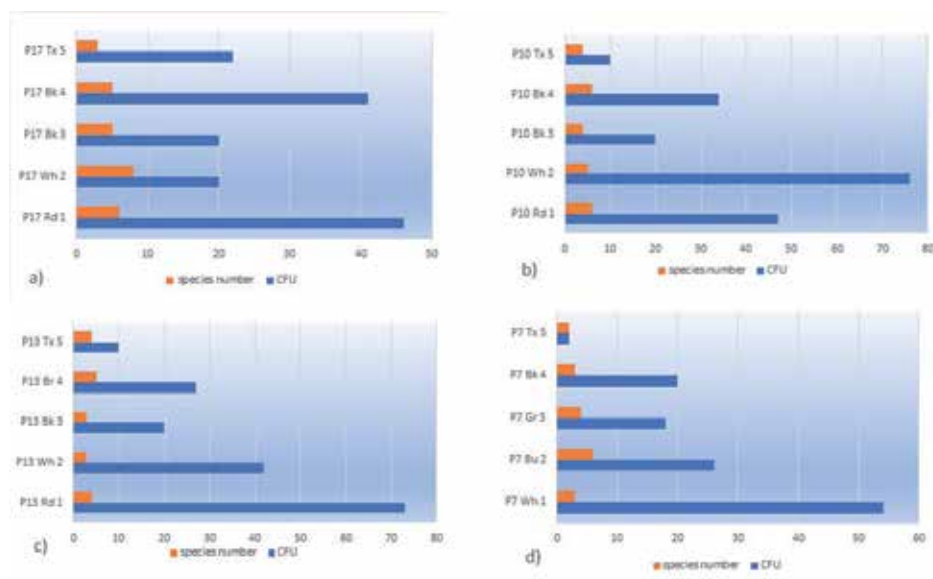 P17 Tx 5
P17 Bk 4
P17 Bk 3
P17 Wh 2
P17 Rd 1
0 10 20 30 40 50
a)
species number CFU
P10 Tx 5
P10 Bk 4
P10 Bk 3
P10 Wh 2
P10 Rd 1
0 10 20 30 40 50 60 70 80
b)
species number CFU
P13 Tx 5
P13 Br 4
P13 Bk 3
P13 Wh 2
P13 Rd 1
0 10 20 30 40 50 60 70 80
c)
species number CFU
P7 Tx 5
P7 Bk 4
P7 Gr 3
P7 Bu 2
P7 Wh 1
0 10 20 30 40 50 60
d)
species number CFU